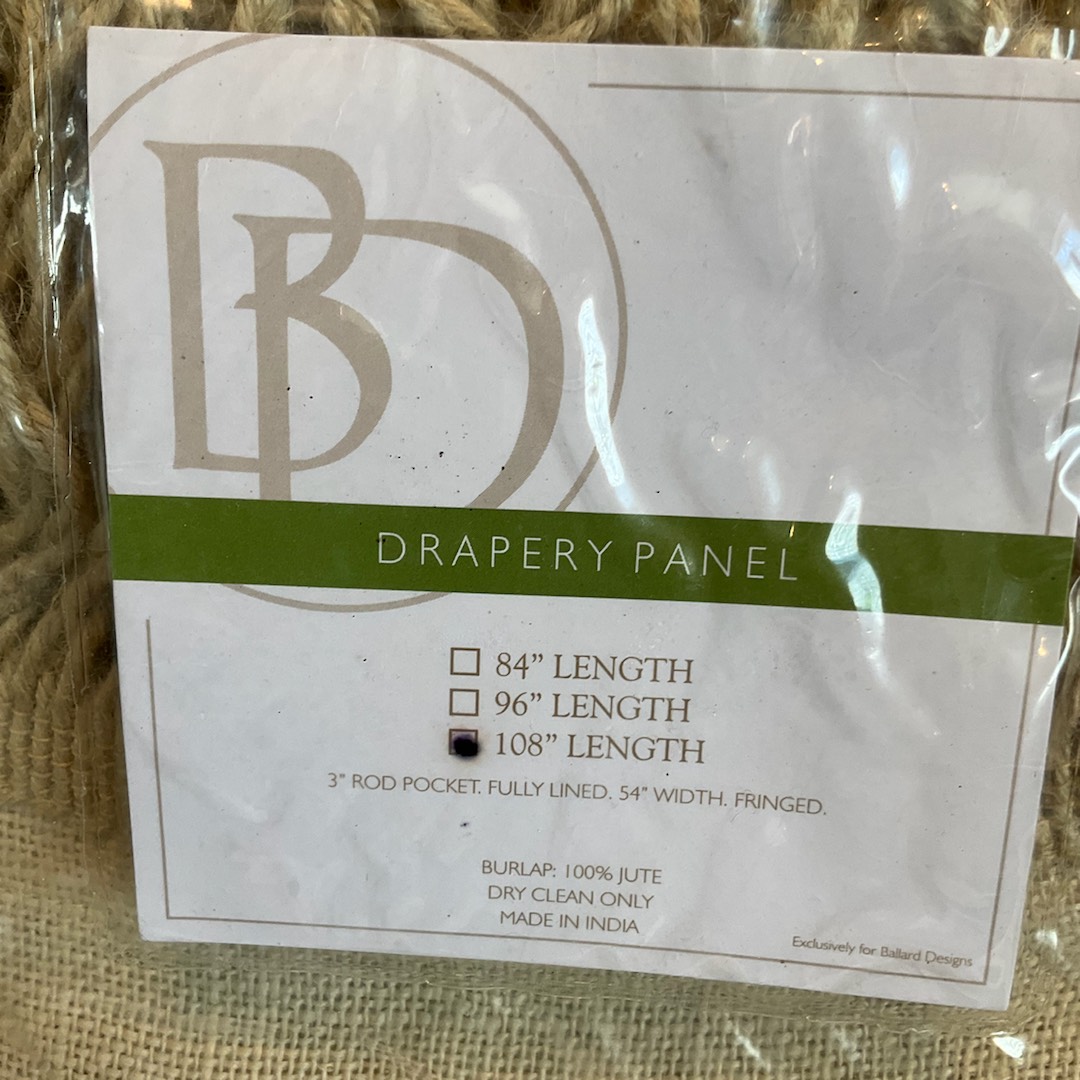 BD
DRAPERY PANEL
84” LENGTH
96” LENGTH
108” LENGTH
3" ROD POCKET. FULLY LINED. 54" WIDTH. FRINGED.
BURLAP: 100% JUTE
DRY CLEAN ONLY
MADE IN INDIA
Exclusively for Ballard Designs